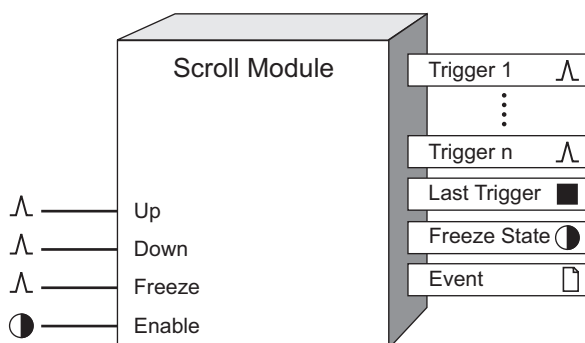 Scroll Module
Trigger 1
Trigger n
Last Trigger
Freeze State
Event
Up
Down
Freeze
Enable